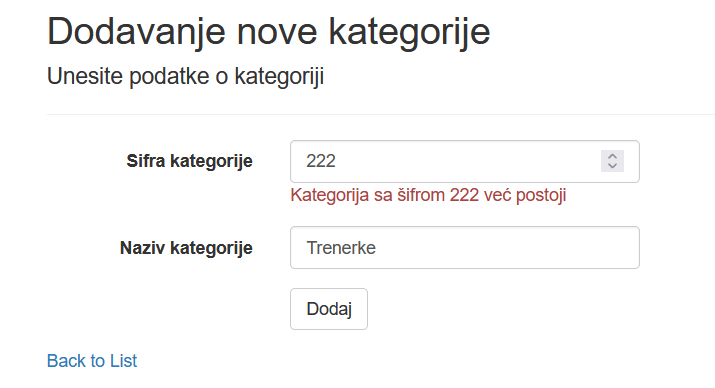 Dodavanje nove kategorije
Unesite podatke o kategoriji
Sifra kategorije 222
Kategorija sa šifrom 222 već postoji
Naziv kategorije Trenerke
Dodaj
Back to List